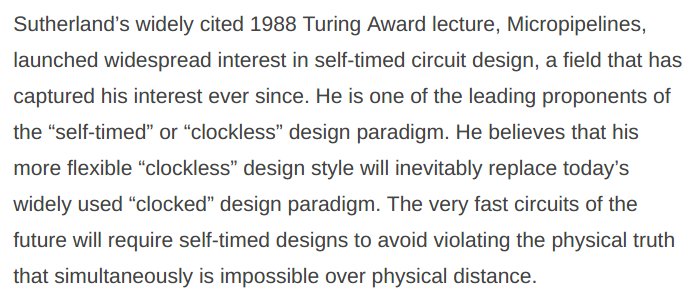 Sutherland’s widely cited 1988 Turing Award lecture, Micropipelines,
launched widespread interest in self-timed circuit design, a field that has
captured his interest ever since. He is one of the leading proponents of
the “self-timed” or “clockless” design paradigm. He believes that his
more flexible “clockless” design style will inevitably replace today’s
widely used “clocked” design paradigm. The very fast circuits of the
future will require self-timed designs to avoid violating the physical truth
that simultaneously is impossible over physical distance.